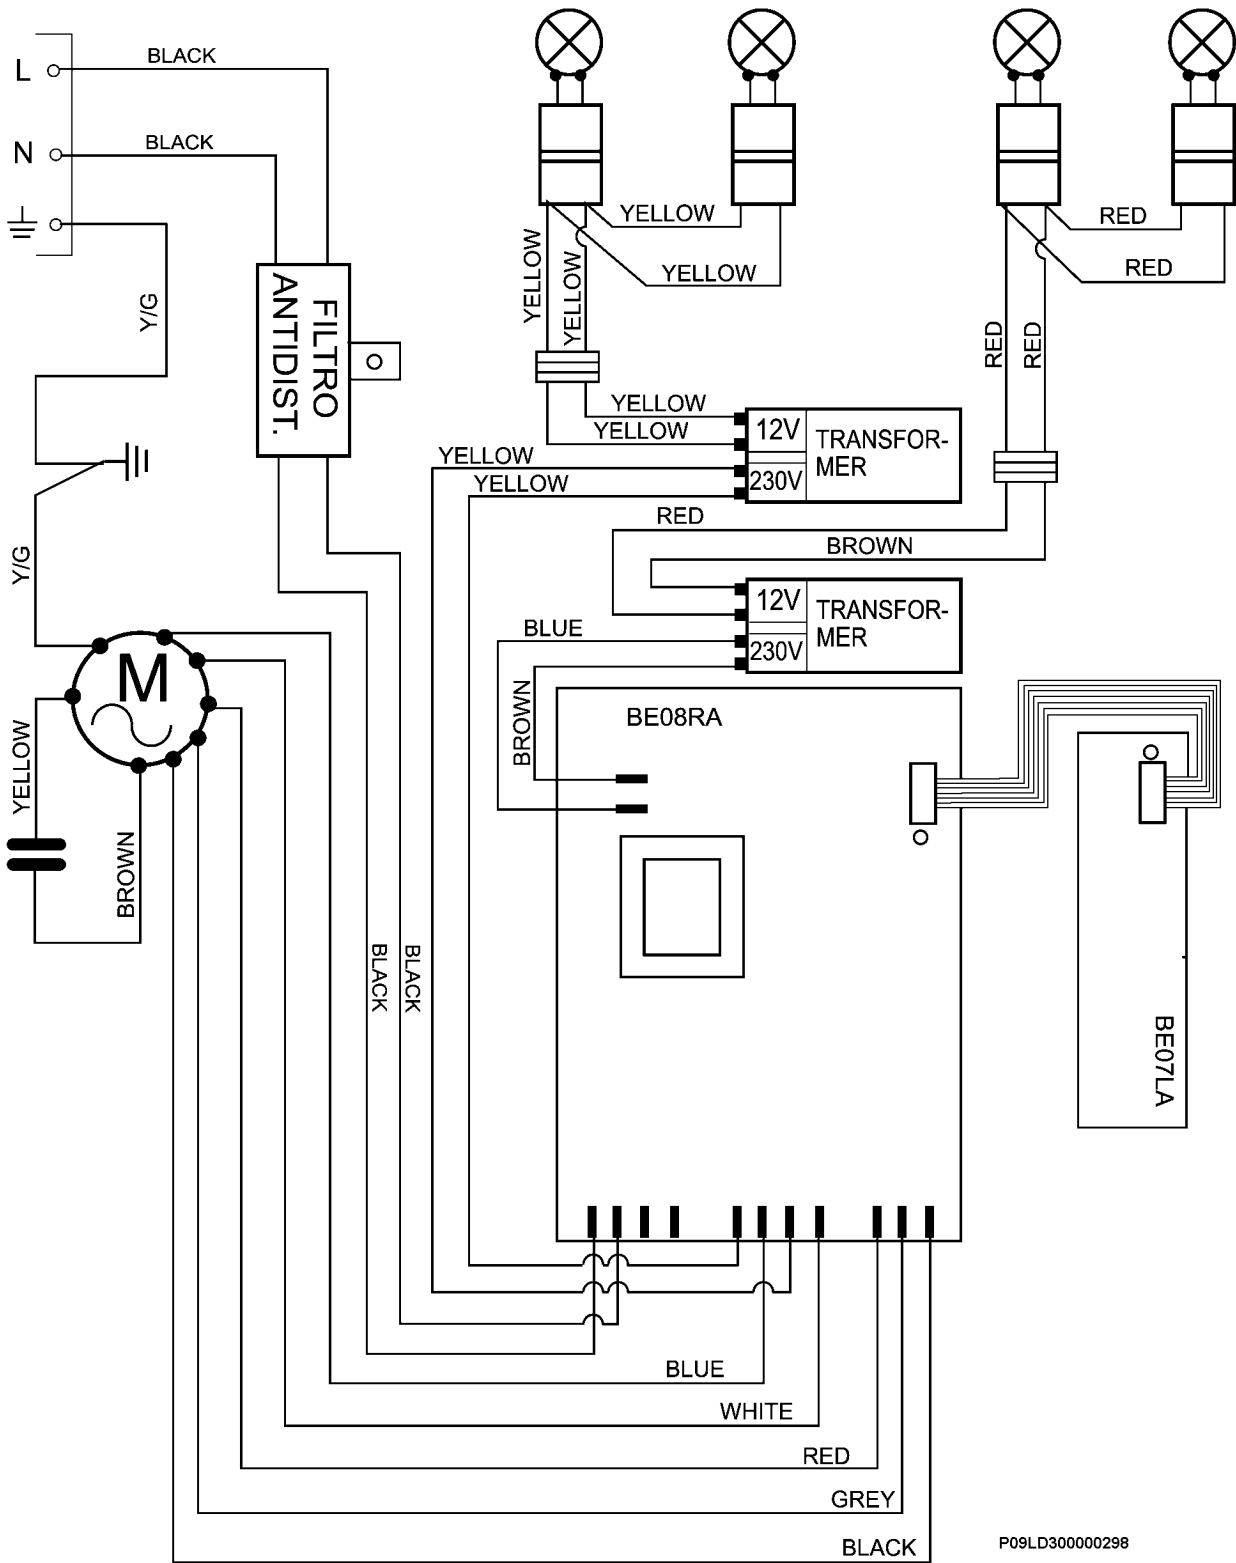 L
BLACK
N
BLACK
Y/G
FILTRO
ANTIDIST.
YELLOW
YELLOW
YELLOW
YELLOW
RED
RED
RED
RED
YELLOW
YELLOW
12V
230V
TRANSFOR-
MER
YELLOW
YELLOW
RED
BROWN
12V
230V
TRANSFOR-
MER
BLUE
BROWN
Y/G
M
YELLOW
BROWN
BE08RA
BLACK
BLACK
BE07LA
BLUE
WHITE
RED
GREY
BLACK
P09LD300000298